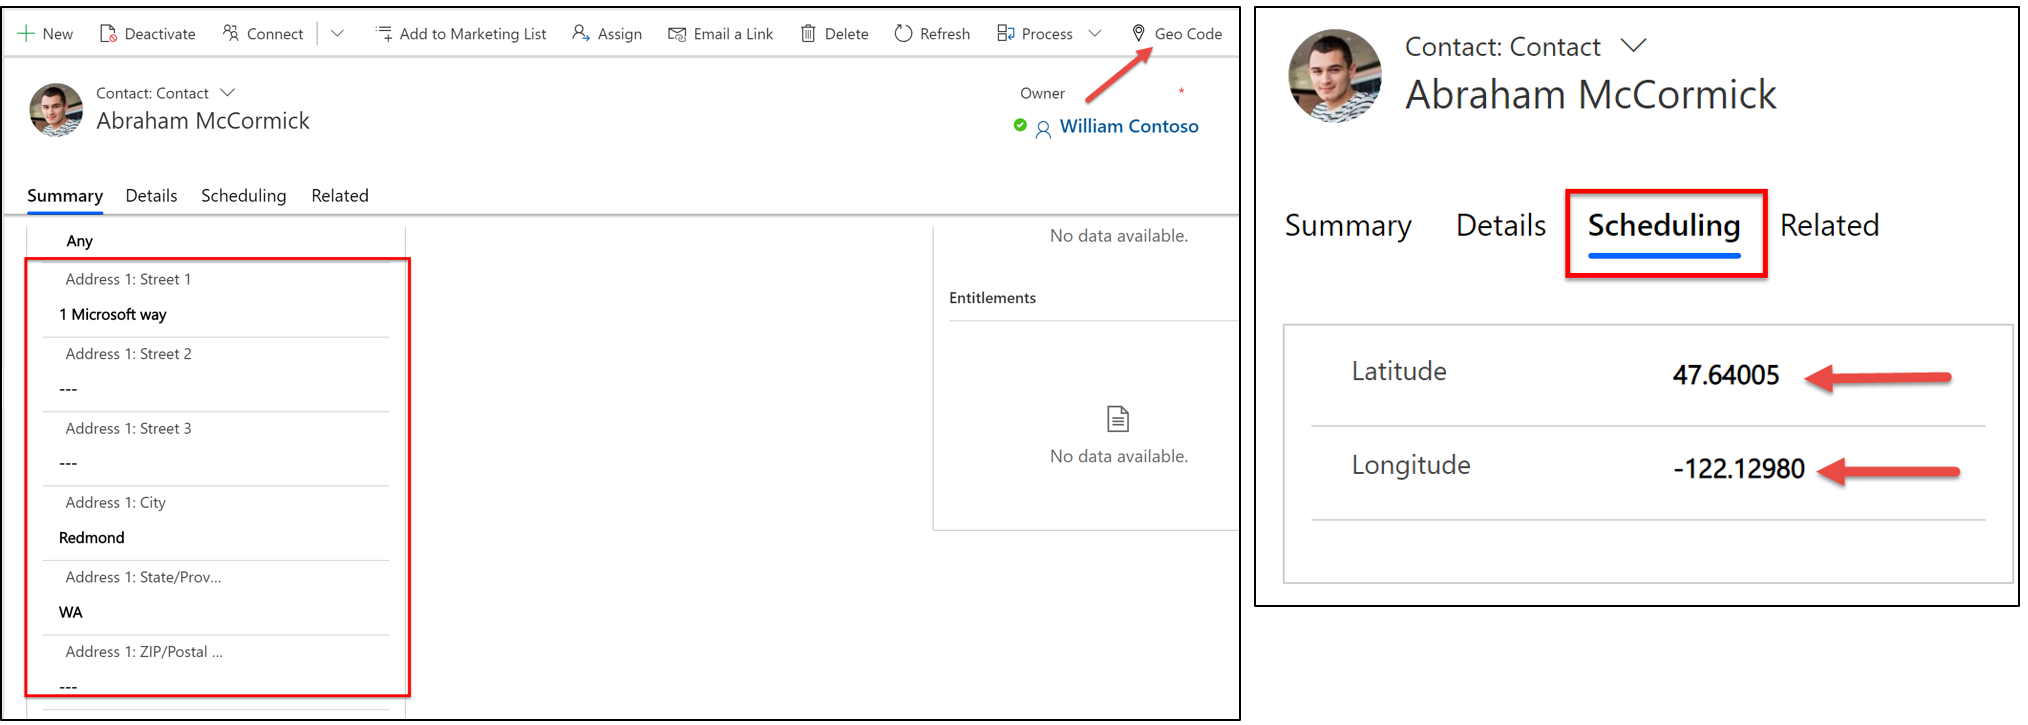 New Deactivate Connect Add to Marketing List Assign Email a Link Delete Refresh Process Geo Code
Contact: Contact
Abraham McCormick
Owner *
William Contoso
Summary Details Scheduling Related
Any
Address 1: Street 1
1 Microsoft way
Address 1: Street 2
---
Address 1: Street 3
---
Address 1: City
Redmond
Address 1: State/Prov...
WA
Address 1: ZIP/Postal ...
---
No data available.
Entitlements
No data available.
Contact: Contact
Abraham McCormick
Summary Details Scheduling Related
Latitude 47.64005
Longitude -122.12980